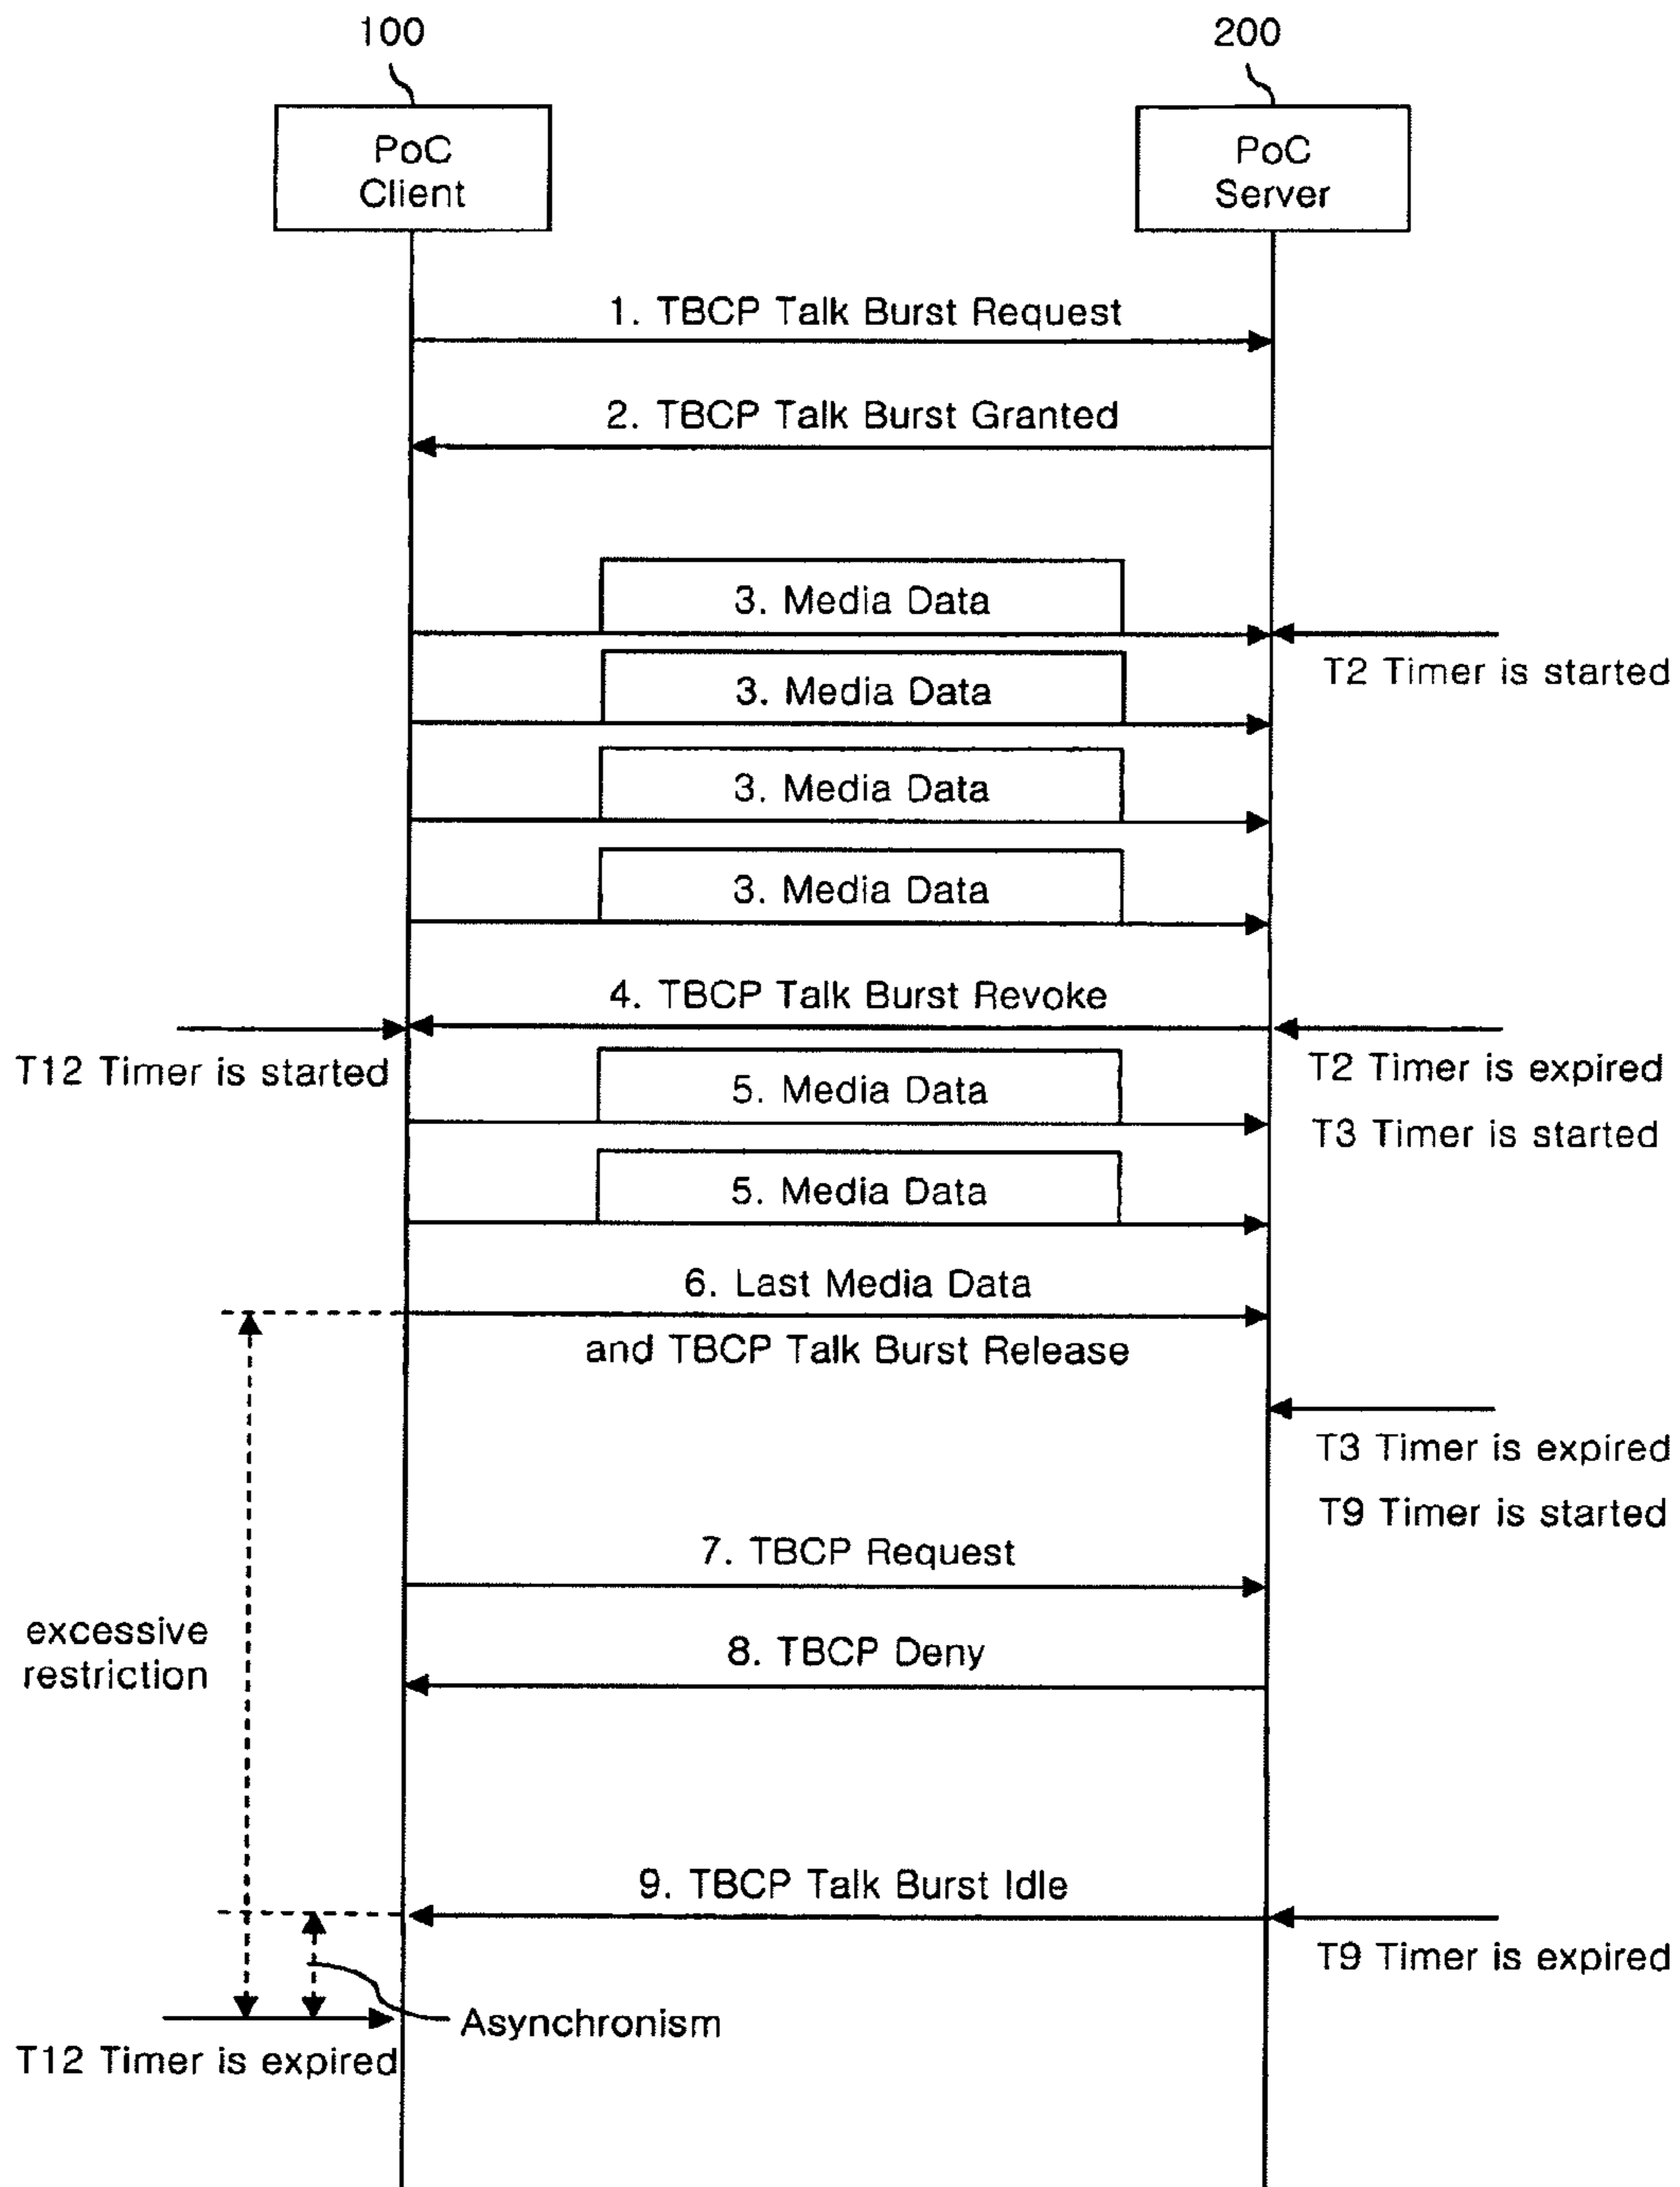 100
200
PoC
Client
PoC
Server
1. TBCP Talk Burst Request
2. TBCP Talk Burst Granted
3. Media Data
T2 Timer is started
3. Media Data
3. Media Data
3. Media Data
4. TBCP Talk Burst Revoke
T12 Timer is started
T2 Timer is expired
5. Media Data
T3 Timer is started
5. Media Data
6. Last Media Data
and TBCP Talk Burst Release
T3 Timer is expired
T9 Timer is started
7. TBCP Request
excessive
restriction
8. TBCP Deny
9. TBCP Talk Burst Idle
T9 Timer is expired
Asynchronism
T12 Timer is expired